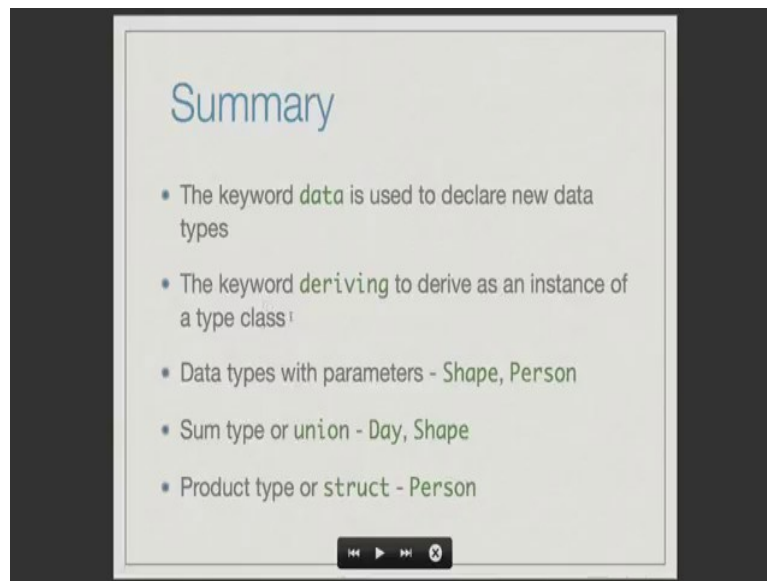 Summary
• The keyword data is used to declare new data
types
• The keyword deriving to derive as an instance of
a type class
• Data types with parameters - Shape, Person
• Sum type or union - Day, Shape
• Product type or struct - Person